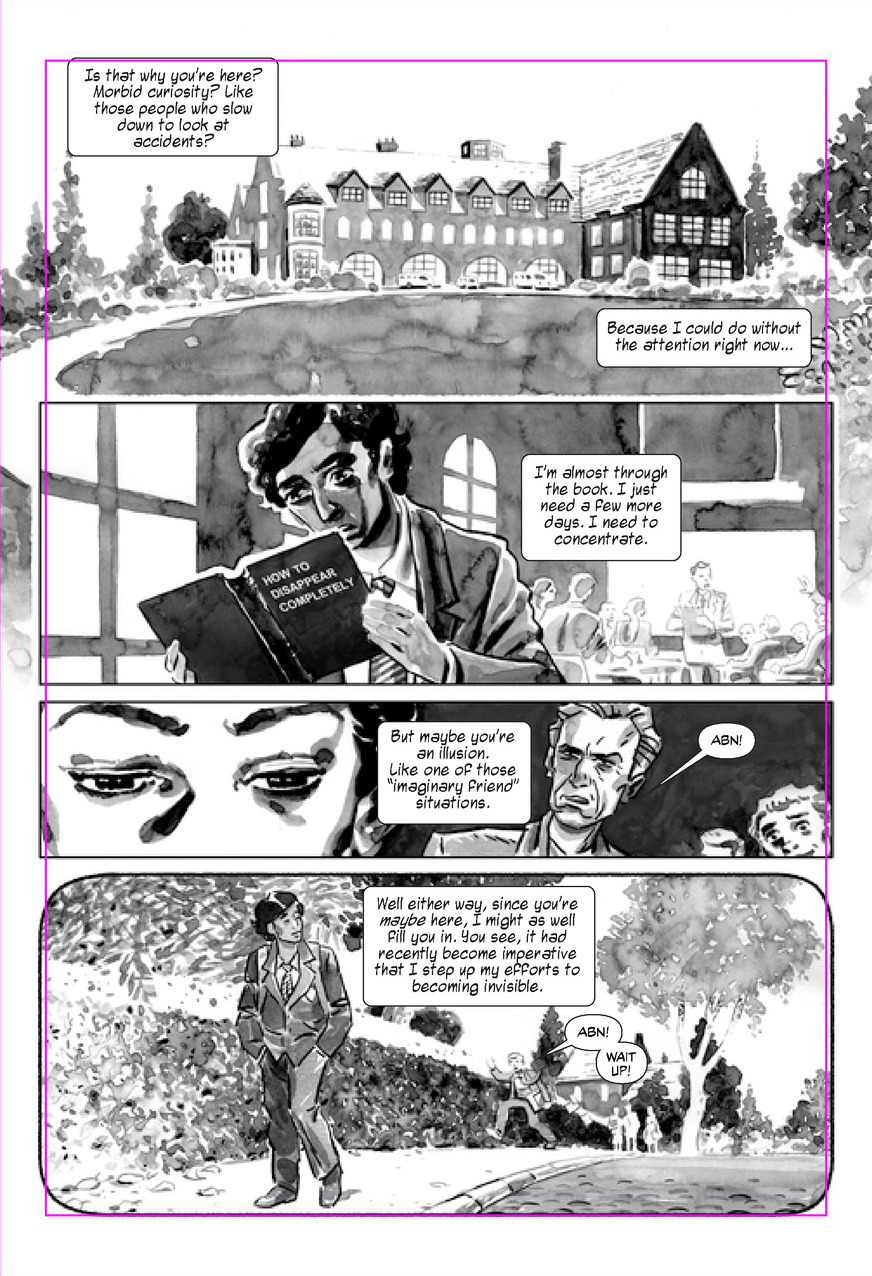 Is that why you're here?
Morbid curiosity? Like
those people who slow
down to look at
accidents?
Because I could do without
the attention right now...
I'm almost through
the book. I just
need a few more
days. I need to
concentrate.
HOW TO
DISAPPEAR
COMPLETELY
But maybe you're
an illusion.
Like one of those
"imaginary friend"
situations.
ABN!
Well either way, since you're
maybe here, I might as well
fill you in. You see, it had
recently become imperative
that I step up my efforts to
becoming invisible.
ABN!
WAIT
UP!